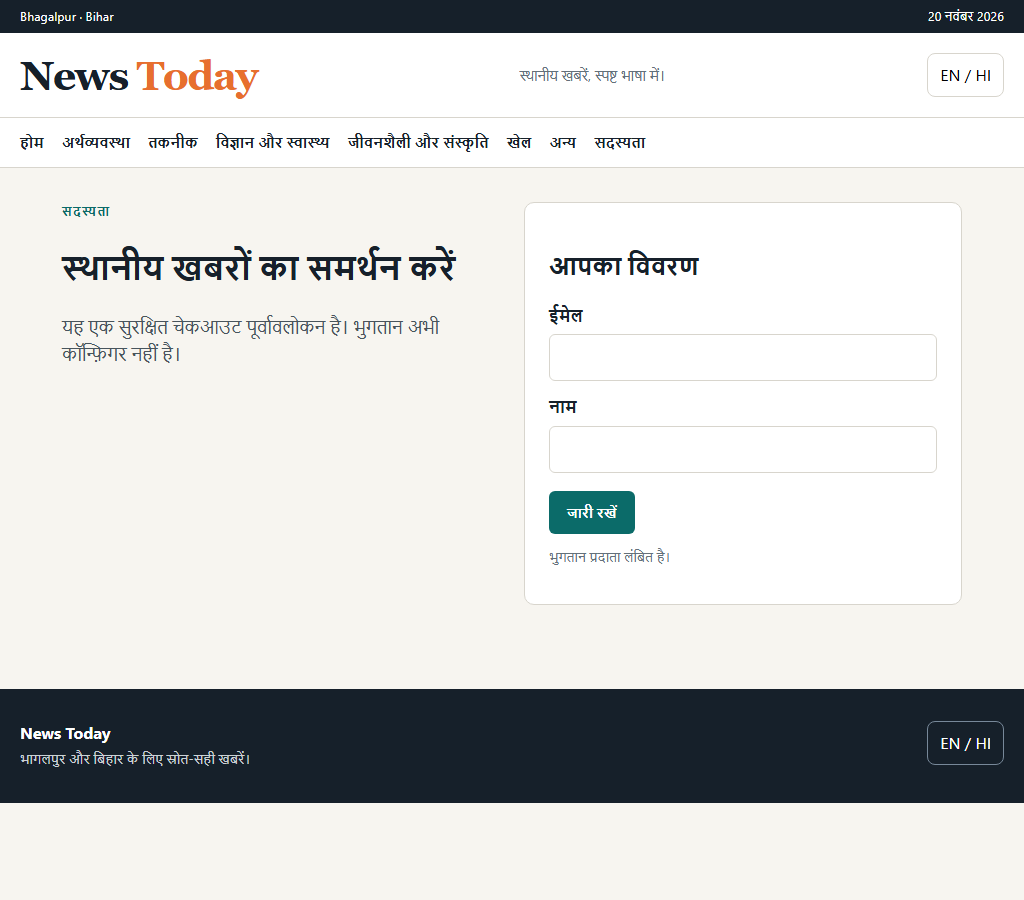 Bhagalpur · Bihar
20 नवंबर 2026
News Today
स्थानीय खबरें, स्पष्ट भाषा में।
EN / HI
होम अर्थव्यवस्था तकनीक विज्ञान और स्वास्थ्य जीवनशैली और संस्कृति खेल अन्य सदस्यता
सदस्यता
स्थानीय खबरों का समर्थन करें
यह एक सुरक्षित चेकआउट पूर्वावलोकन है। भुगतान अभी
कॉन्फ़िगर नहीं है।
आपका विवरण
ईमेल
नाम
जारी रखें
भुगतान प्रदाता लंबित है।
News Today
भागलपुर और बिहार के लिए स्रोत-सही खबरें।
EN / HI